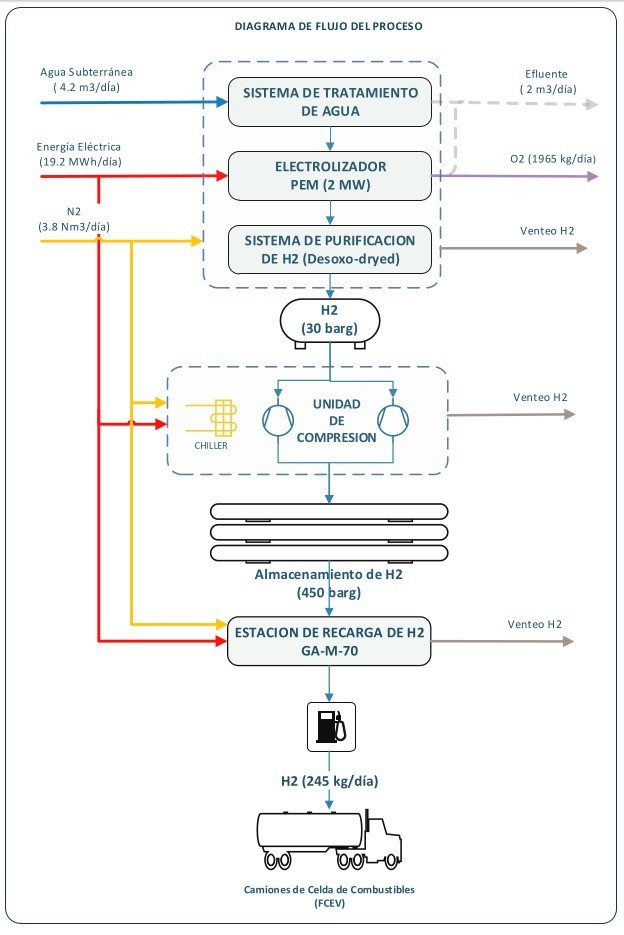 DIAGRAMA DE FLUJO DEL PROCESO
Agua Subterránea
( 4.2 m3/día)
SISTEMA DE TRATAMIENTO
DE AGUA
Efluente
( 2 m3/día)
Energía Eléctrica
(19.2 MWh/día)
ELECTROLIZADOR
PEM (2 MW)
O2 (1965 kg/día)
N2
(3.8 Nm3/día)
SISTEMA DE PURIFICACION
DE H2 (Desoxo-dryed)
Venteo H2
H2
(30 barg)
UNIDAD
DE
COMPRESION
CHILLER
Venteo H2
Almacenamiento de H2
(450 barg)
ESTACION DE RECARGA DE H2
GA-M-70
Venteo H2
H2 (245 kg/día)
Camiones de Celda de Combustibles
(FCEV)